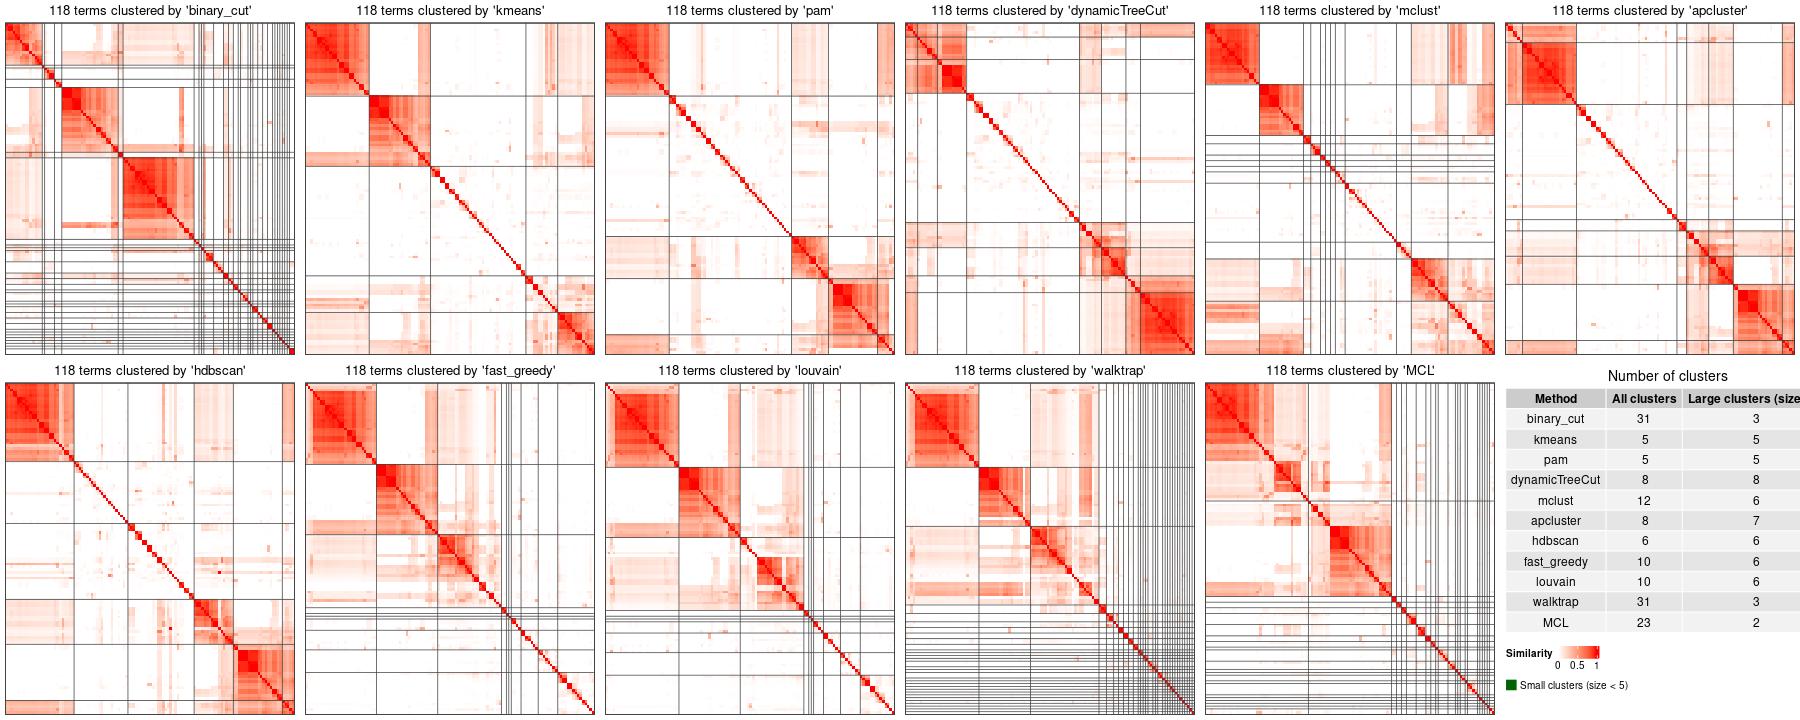 118 terms clustered by 'binary_cut'
118 terms clustered by 'kmeans'
118 terms clustered by 'pam'
118 terms clustered by 'dynamicTreeCut'
118 terms clustered by 'mclust'
118 terms clustered by 'apcluster'
118 terms clustered by 'hdbscan'
118 terms clustered by 'fast_greedy'
118 terms clustered by 'louvain'
118 terms clustered by 'walktrap'
118 terms clustered by 'MCL'
Number of clusters
Method All clusters Large clusters (size
binary_cut 31 3
kmeans 5 5
pam 5 5
dynamicTreeCut 8 8
mclust 12 6
apcluster 8 7
hdbscan 6 6
fast_greedy 10 6
louvain 10 6
walktrap 31 3
MCL 23 2
Similarity
0 0.5 1
Small clusters (size < 5)